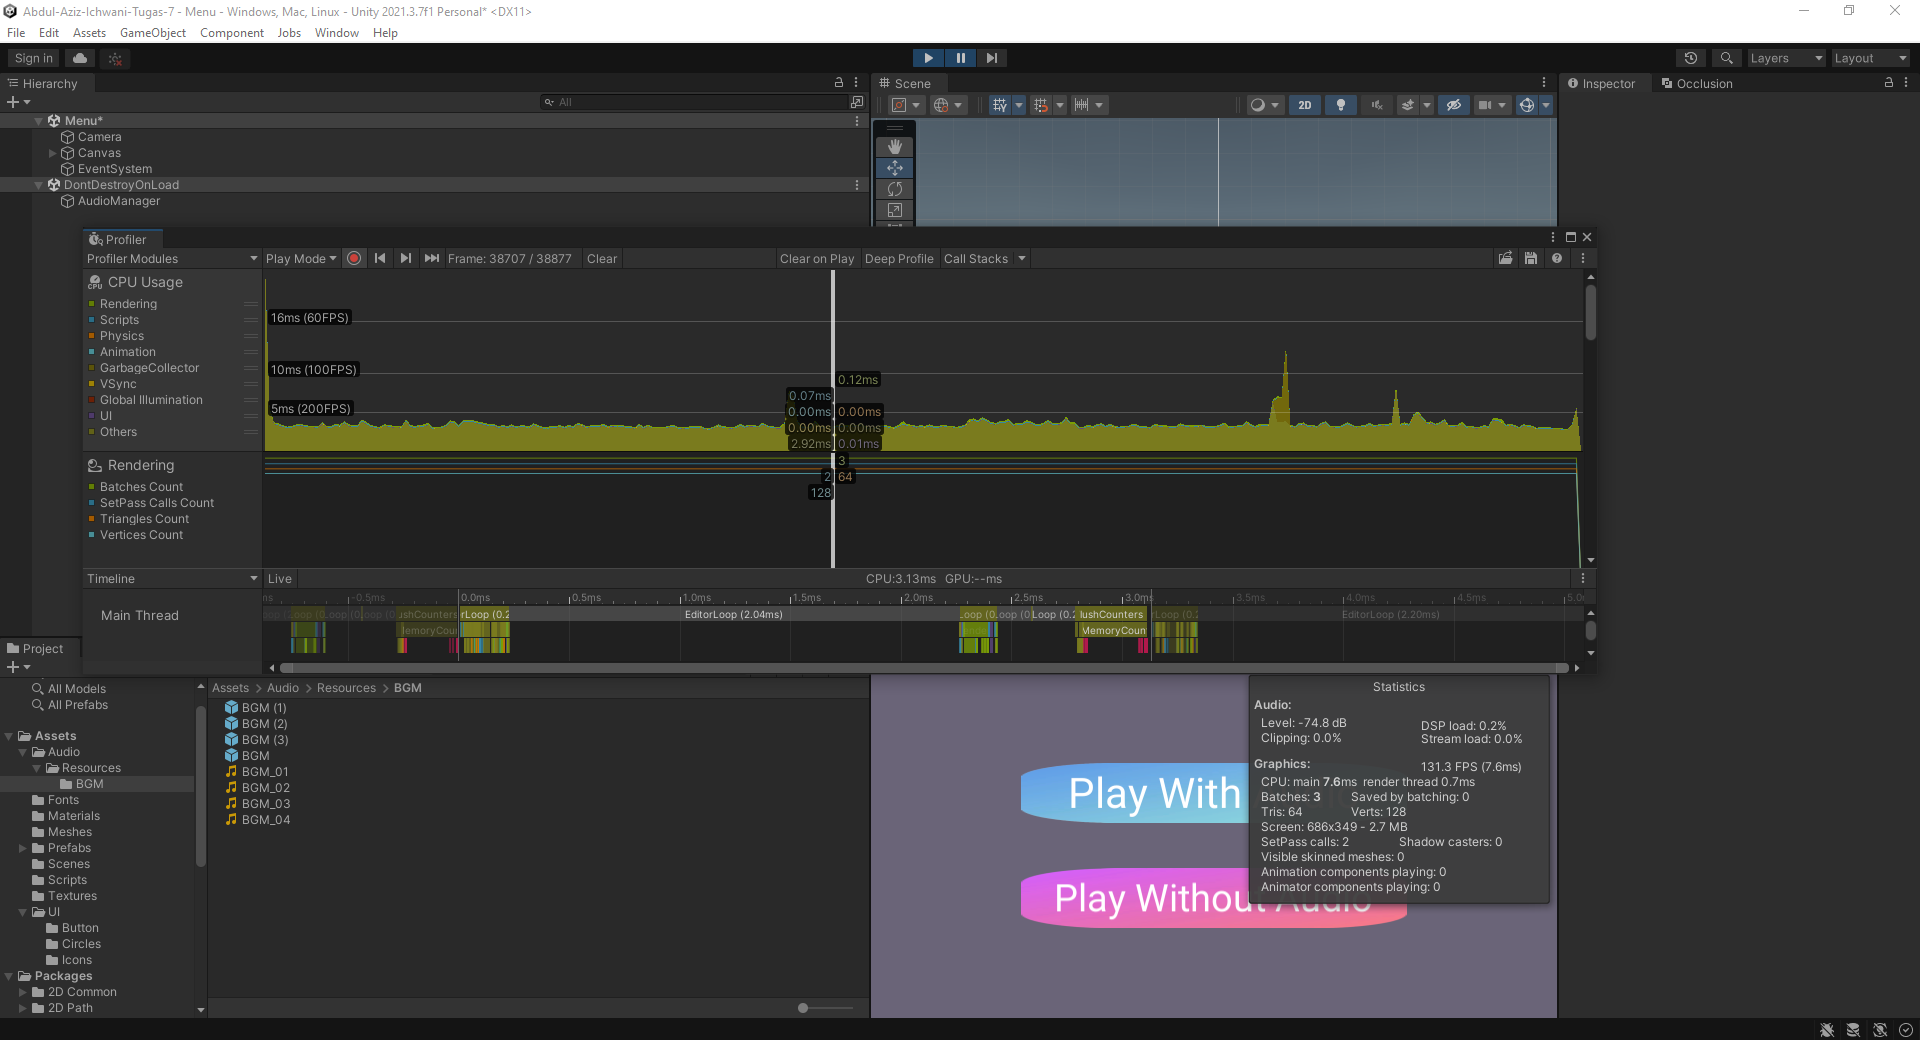 Abdul-Aziz-Ichwani-Tugas-7 - Menu - Windows, Mac, Linux - Unity 2021.3.7f1 Personal* <DX11>
File Edit Assets GameObject Component Jobs Window Help
Sign in
Layers
Layout
Hierarchy
All
Menu*
Camera
Canvas
EventSystem
DontDestroyOnLoad
AudioManager
Scene
2D
Inspector
Occlusion
Profiler
Profiler Modules
Play Mode
Frame: 38707 / 38877
Clear
Clear on Play
Deep Profile
Call Stacks
CPU Usage
Rendering
Scripts
Physics
Animation
GarbageCollector
VSync
Global Illumination
UI
Others
16ms (60FPS)
10ms (100FPS)
5ms (200FPS)
0.12ms
0.07ms
0.00ms 0.00ms
0.00ms 0.00ms
2.92ms 0.01ms
Rendering
Batches Count
SetPass Calls Count
Triangles Count
Vertices Count
3
2 64
128
Timeline
Live
CPU:3.13ms GPU:--ms
-0.5ms 0.0ms 0.5ms 1.0ms 1.5ms 2.0ms 2.5ms 3.0ms 3.5ms 4.0ms 4.5ms 5.0
Main Thread
ushCounters rLoop (0.2 EditorLoop (2.04ms) Loop (0.2 lushCounters EditorLoop (2.20ms)
MemoryCoun MemoryCoun
Project
All Models
All Prefabs
Assets
Audio
Resources
BGM
Fonts
Materials
Meshes
Prefabs
Scenes
Scripts
Textures
UI
Button
Circles
Icons
Packages
2D Common
2D Path
Assets > Audio > Resources > BGM
BGM (1)
BGM (2)
BGM (3)
BGM
BGM_01
BGM_02
BGM_03
BGM_04
Play With
Play Without Audio
Statistics
Audio:
Level: -74.8 dB DSP load: 0.2%
Clipping: 0.0% Stream load: 0.0%
Graphics: 131.3 FPS (7.6ms)
CPU: main 7.6ms render thread 0.7ms
Batches: 3 Saved by batching: 0
Tris: 64 Verts: 128
Screen: 686x349 - 2.7 MB
SetPass calls: 2 Shadow casters: 0
Visible skinned meshes: 0
Animation components playing: 0
Animator components playing: 0